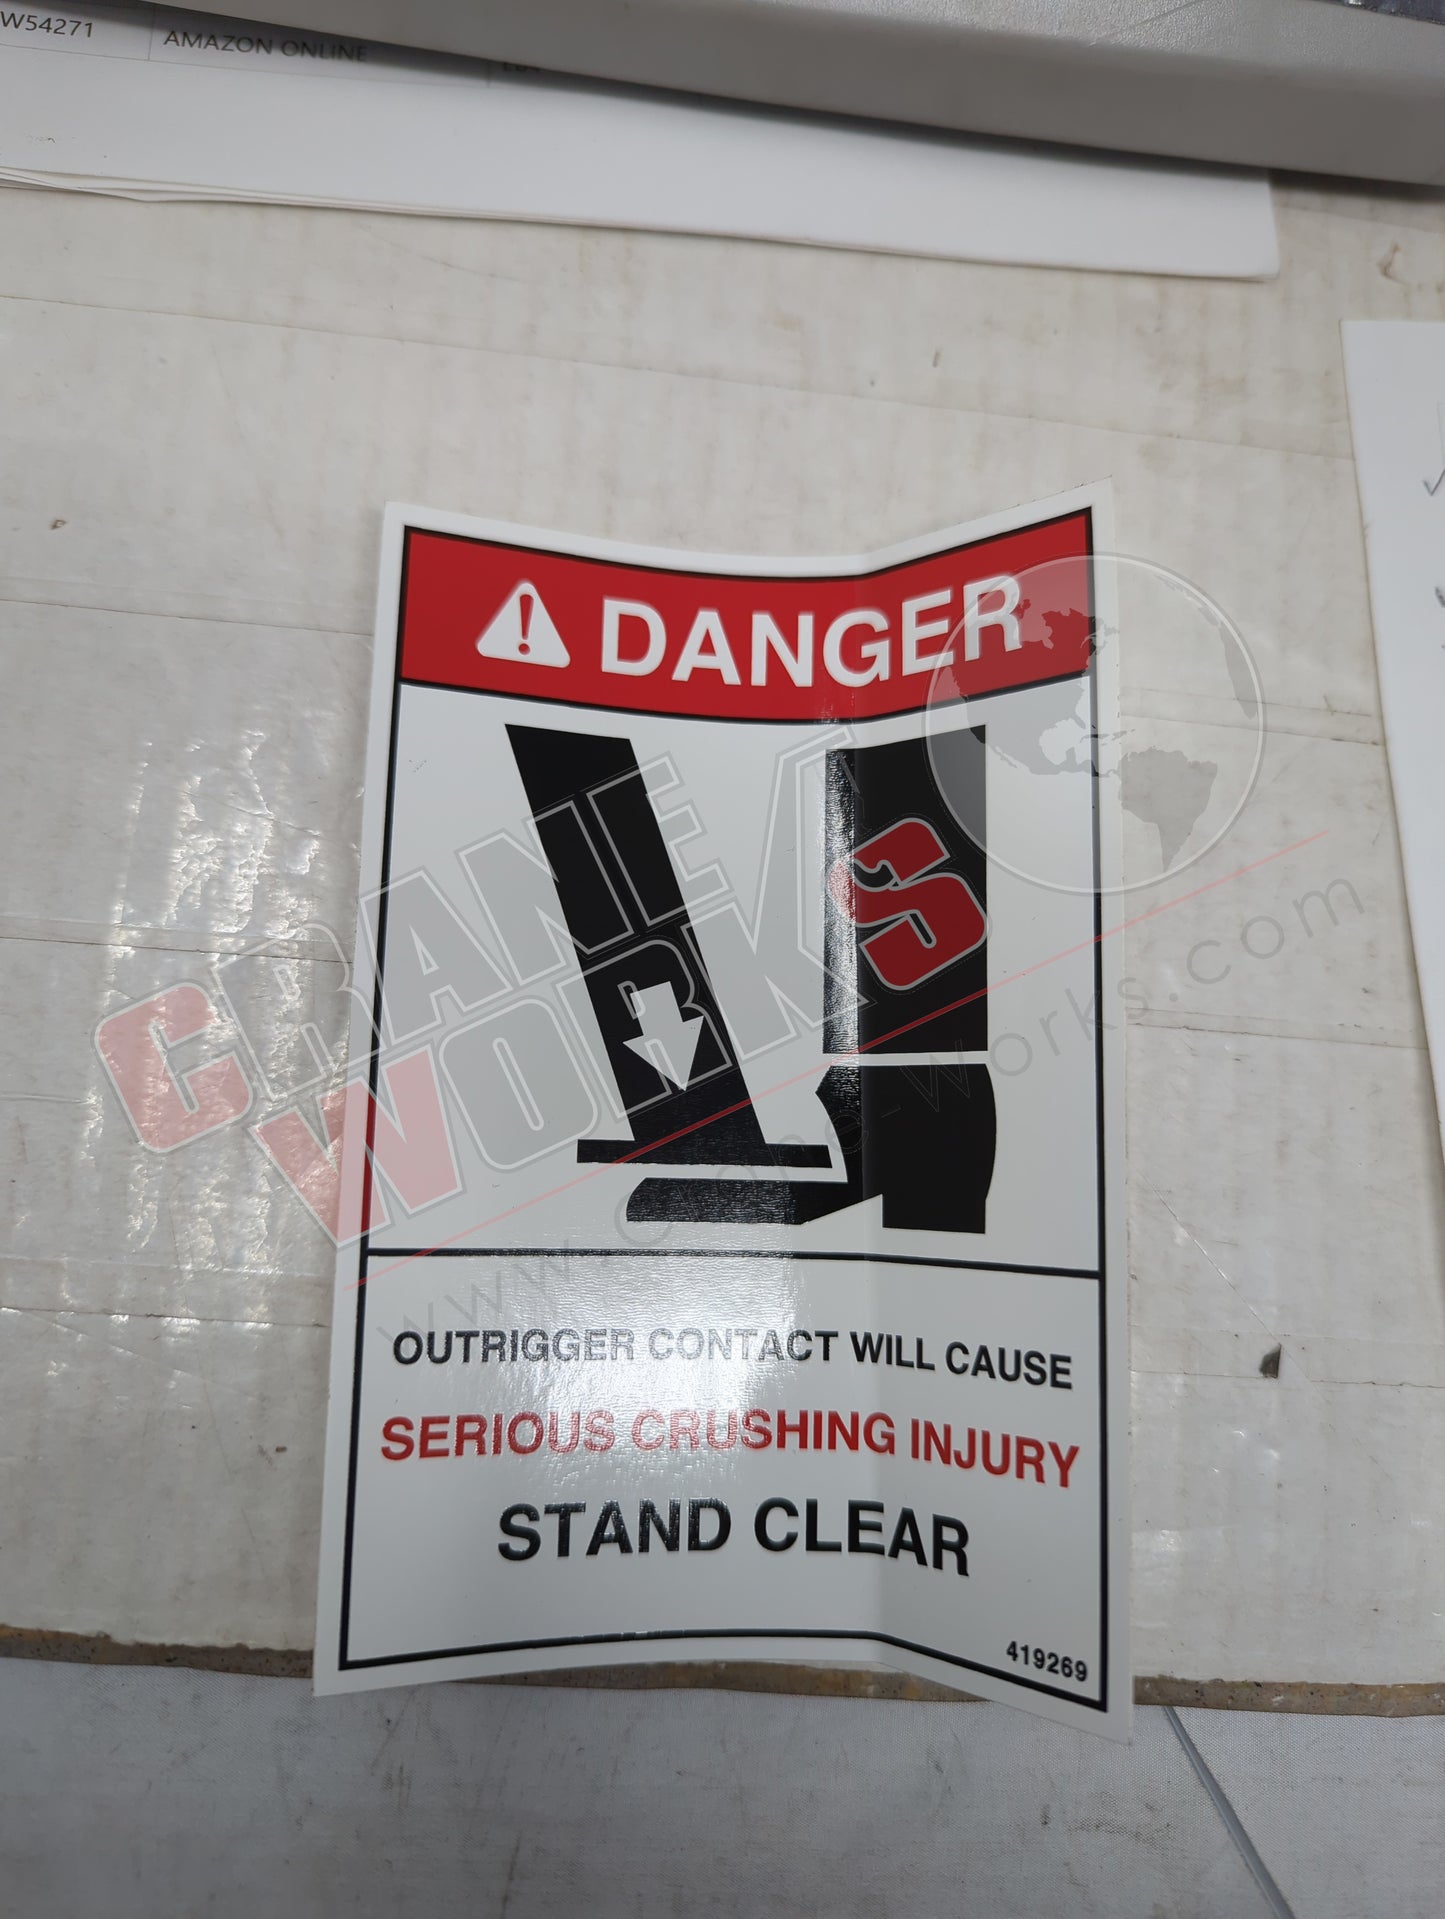 W54271
AMAZON ONLINE
DANGER
CRANE
WORKS
www.crane-works.com
OUTRIGGER CONTACT WILL CAUSE
SERIOUS CRUSHING INJURY
STAND CLEAR
419269